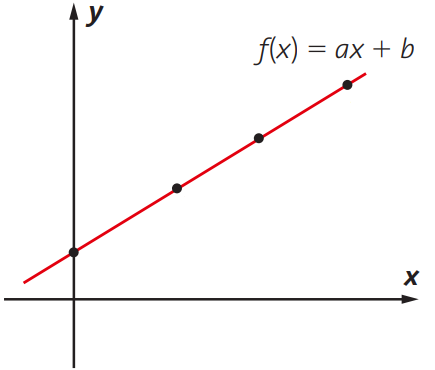 y
f(x) = ax + b
x